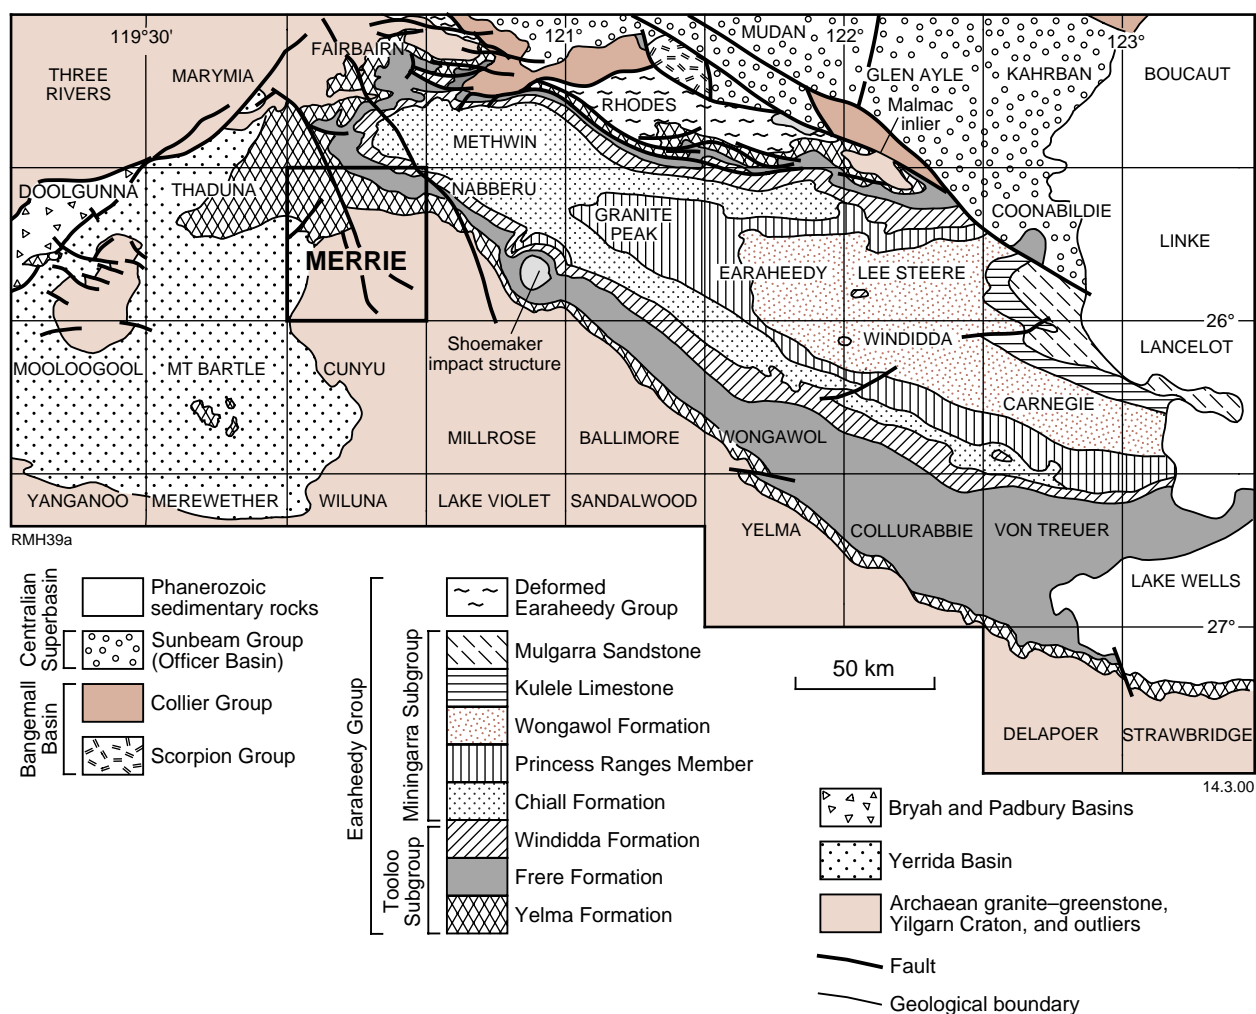 119°30'
121°
122°
123°
THREE
RIVERS
MARYMIA
FAIRBAIRN
MUDAN
GLEN AYLE
KAHRBAN
BOUCAUT
RHODES
Malmac
inlier
METHWIN
DOOLGUNNA
THADUNA
NABBERU
GRANITE
PEAK
COONABILDIE
LINKE
MERRIE
EARAHEEDY
LEE STEERE
26°
Shoemaker
impact structure
WINDIDDA
LANCELOT
MOOLOOGOOL
MT BARTLE
CUNYU
CARNEGIE
MILLROSE
BALLIMORE
WONGAWOL
YANGANOO
MEREWETHER
WILUNA
LAKE VIOLET
SANDALWOOD
YELMA
COLLURABBIE
VON TREUER
LAKE WELLS
27°
50 km
DELAPOER
STRAWBRIDGE
RMH39a
14.3.00
Centralian
Superbasin
Phanerozoic
sedimentary rocks
Sunbeam Group
(Officer Basin)
Bangemall
Basin
Collier Group
Scorpion Group
Earaheedy Group
Deformed
Earaheedy Group
Miningarra Subgroup
Mulgarra Sandstone
Kulele Limestone
Wongawol Formation
Princess Ranges Member
Chiall Formation
Tooloo
Subgroup
Windidda Formation
Frere Formation
Yelma Formation
Bryah and Padbury Basins
Yerrida Basin
Archaean granite–greenstone,
Yilgarn Craton, and outliers
Fault
Geological boundary